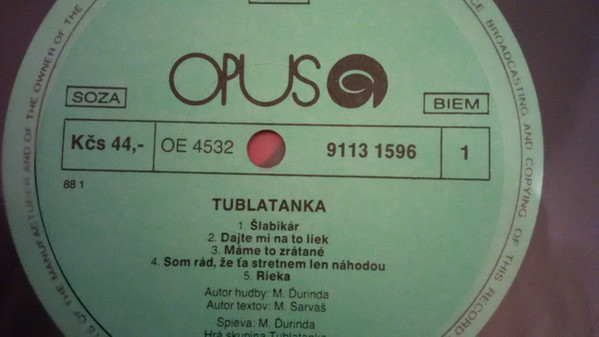 OPUS
SOZA
BIEM
Kčs 44,-
OE 4532
9113 1596
1
88 1
TUBLATANKA
1. Šlabikár
2. Dajte mi na to liek
3. Máme to zrátané
4. Som rád, že ťa stretnem len náhodou
5. Rieka
Autor hudby: M. Ďurinda
Autor textov: M. Sarvaš
Spieva: M. Ďurinda
Hrá skupina Tublatanka
OF THE MANUFACTURER AND OF THE OWNER OF THE
BROADCASTING AND COPYING OF THIS RECORD